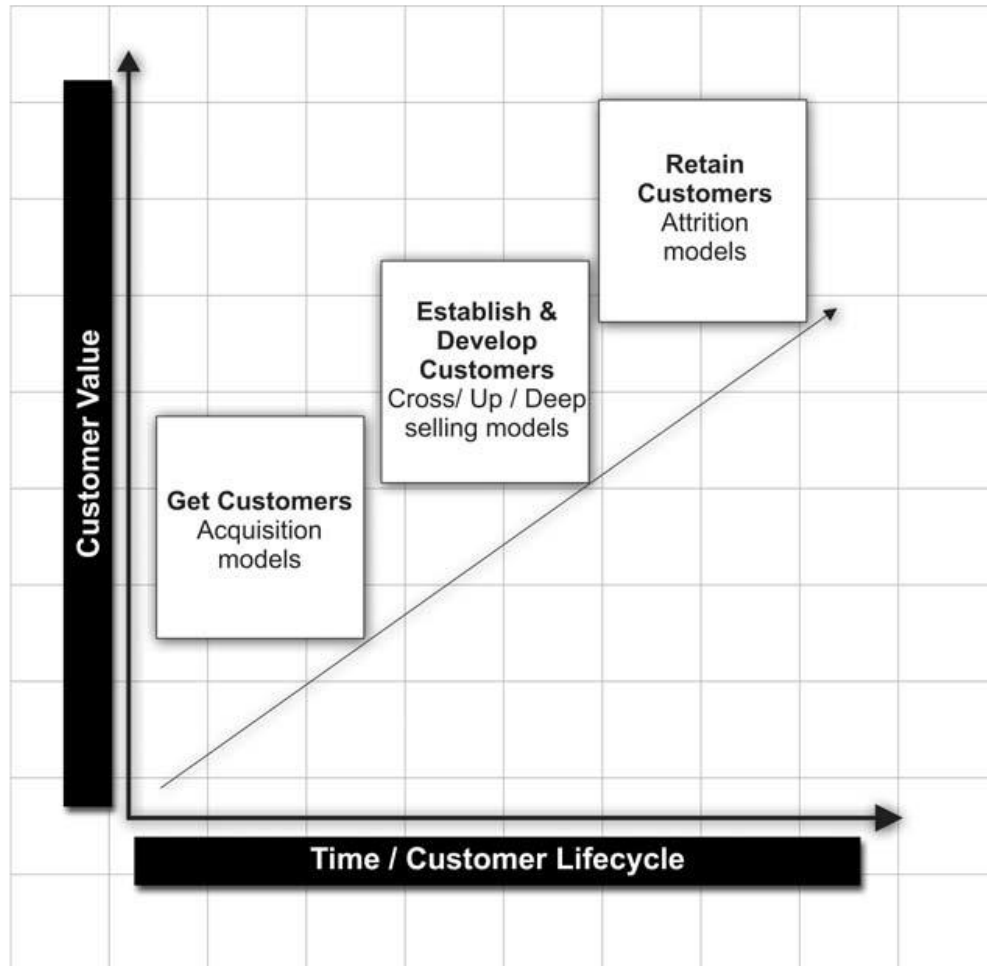 Retain
Customers
Attrition
models
Establish &
Develop
Customers
Cross/ Up / Deep
selling models
Get Customers
Acquisition
models
Customer Value
Time / Customer Lifecycle